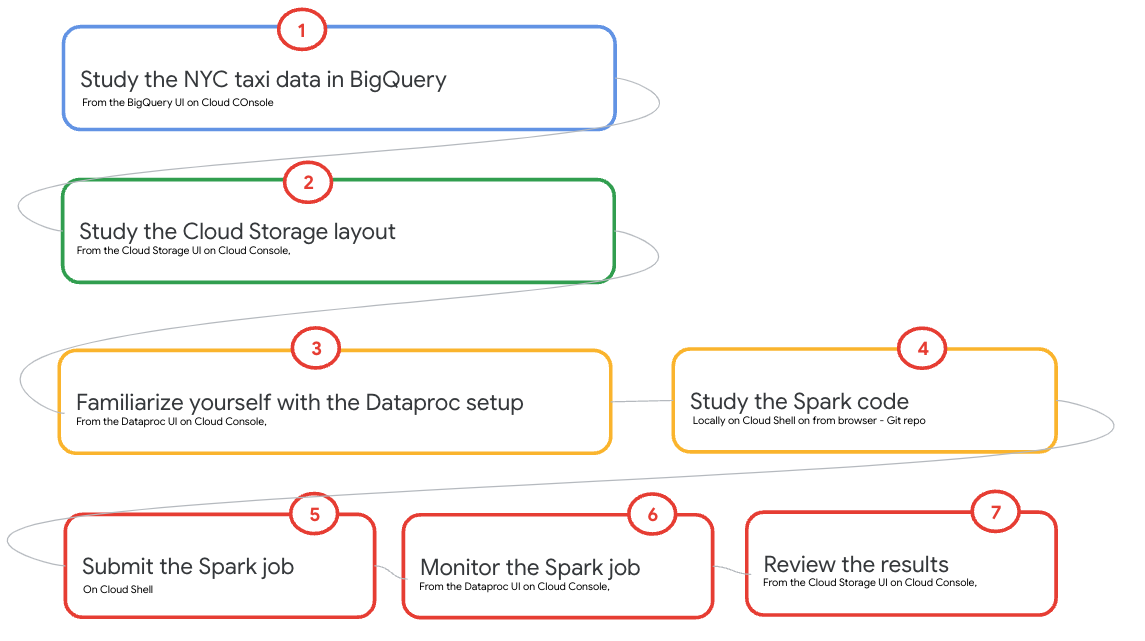 1
Study the NYC taxi data in BigQuery
From the BigQuery UI on Cloud COnsole
2
Study the Cloud Storage layout
From the Cloud Storage UI on Cloud Console,
3
Familiarize yourself with the Dataproc setup
From the Dataproc UI on Cloud Console,
4
Study the Spark code
Locally on Cloud Shell on from browser - Git repo
5
Submit the Spark job
On Cloud Shell
6
Monitor the Spark job
From the Dataproc UI on Cloud Console,
7
Review the results
From the Cloud Storage UI on Cloud Console,